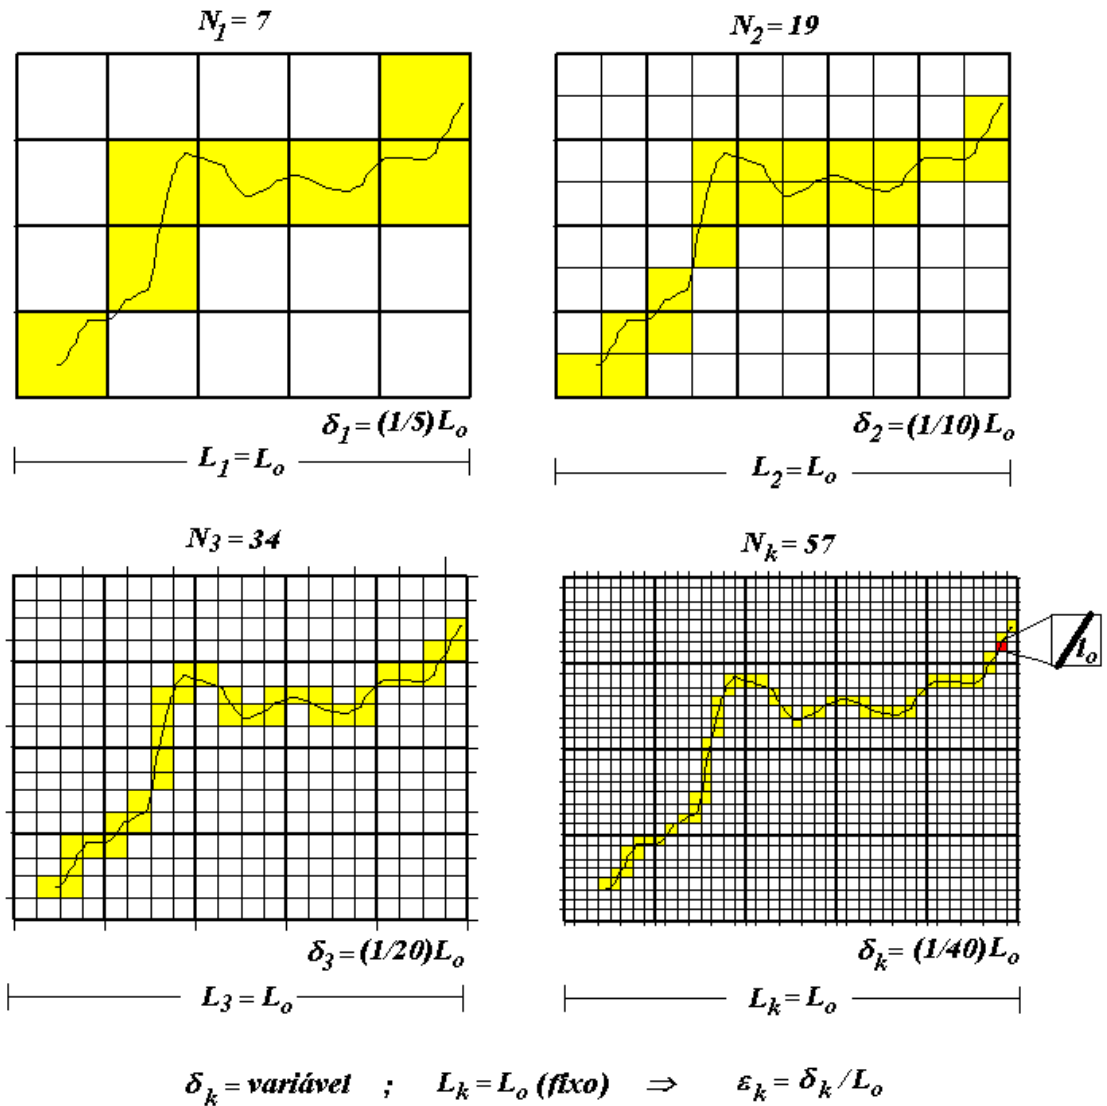 N₁ = 7
N₂ = 19
δ₁ = (1/5)Lₒ
δ₂ = (1/10)Lₒ
L₁ = Lₒ
L₂ = Lₒ
N₃ = 34
Nₖ = 57
lₒ
δ₃ = (1/20)Lₒ
δₖ = (1/40)Lₒ
L₃ = Lₒ
Lₖ = Lₒ
δₖ = variável ; Lₖ = Lₒ (fixo) ⇒ εₖ = δₖ / Lₒ